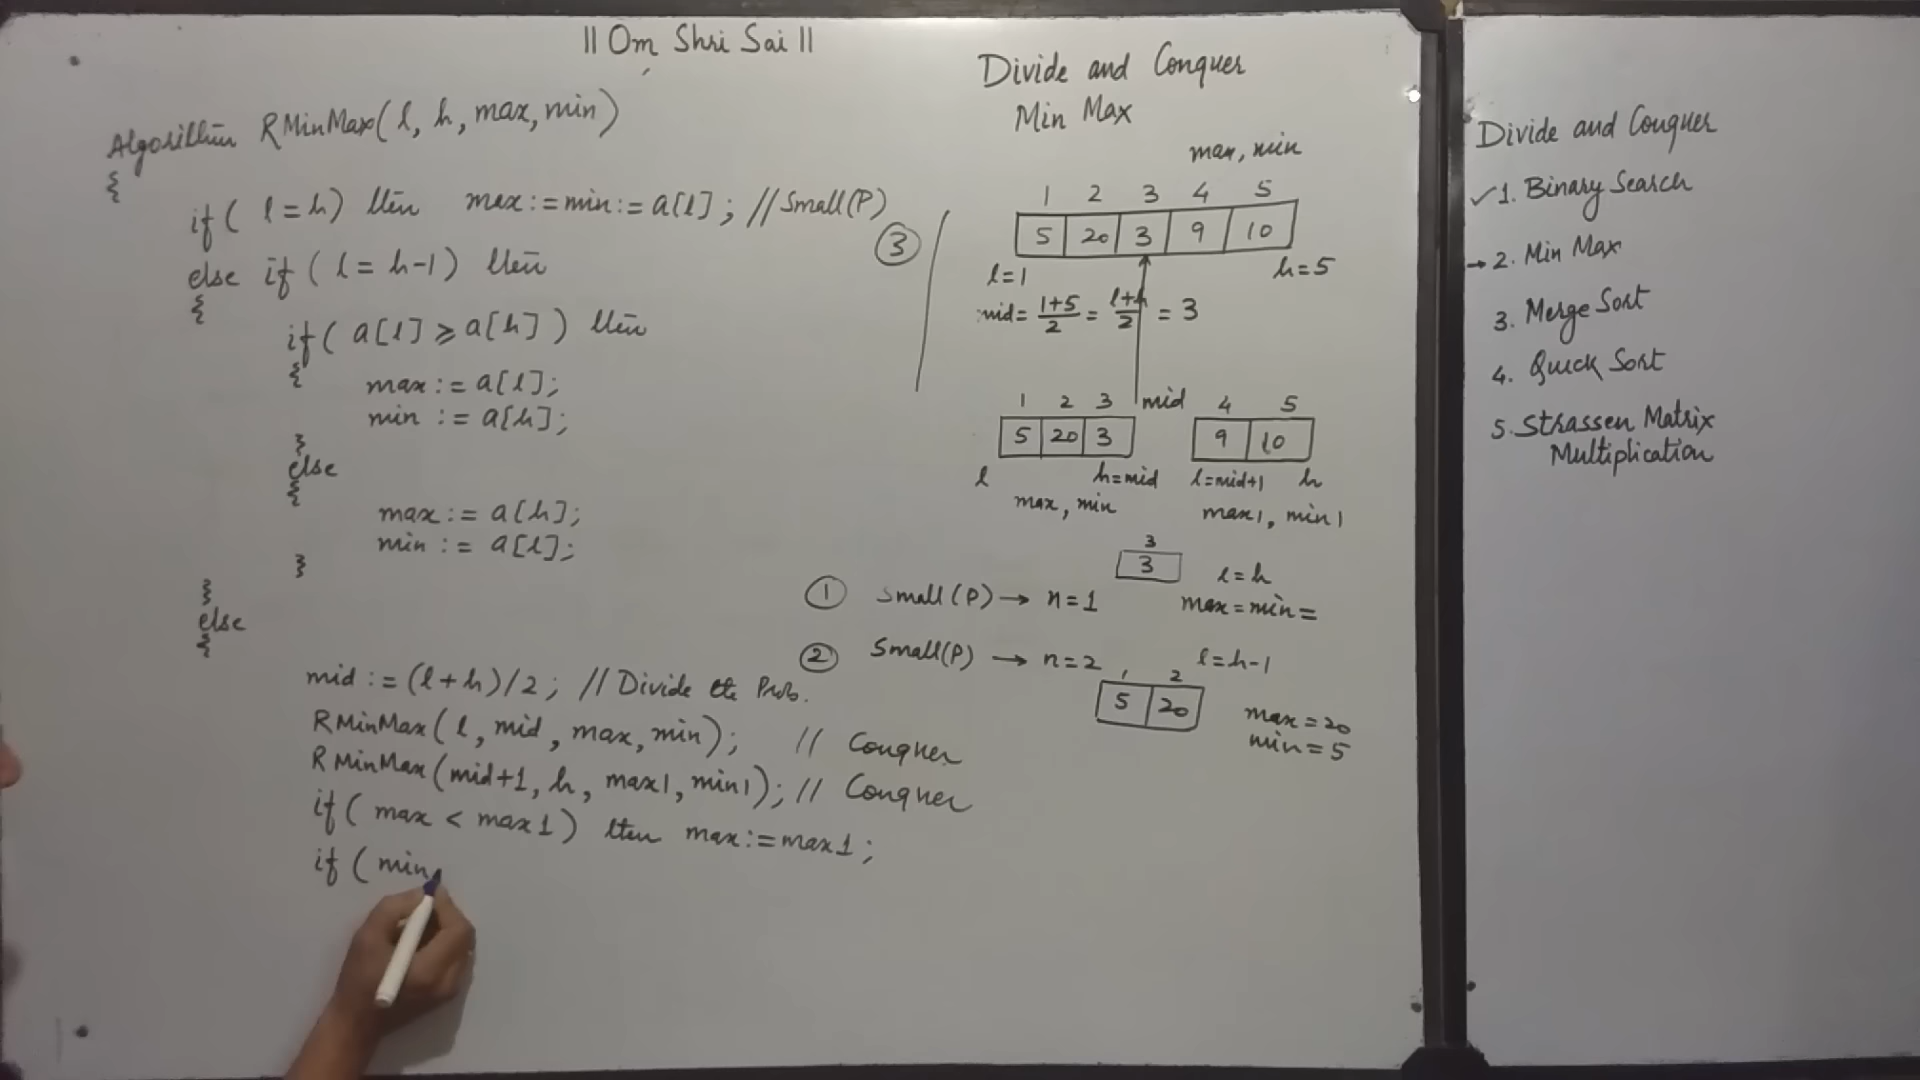 || Om Shri Sai ||
Algorithm RMinMax(l, h, max, min)
{
if( l = h) then max:=min:= a[l]; //Small(P)
else if ( l = h-1) then
{
if( a[l] ⩾ a[h] ) then
{ max := a[l];
min := a[h];
}
else
{
max := a[h];
min := a[l];
}
}
else
{
mid := (l+h)/2; //Divide the Prob.
RMinMax(l, mid, max, min); // Conquer
RMinMax(mid+1, h, max1, min1); // Conquer
if( max < max1) then max:=max1;
if ( min
Divide and Conquer
Min Max
max, min
1 2 3 4 5
5 20 3 9 10
③
l=1 h=5
mid= 1+5/2 = l+h/2 = 3
1 2 3 mid 4 5
5 20 3 9 10
l h=mid l=mid+1 h
max, min max1, min1
3
3 l=h
① Small(P) → n=1 max=min=
② Small(P) → n=2 l=h-1
1 2
5 20
max=20
min=5
Divide and Conquer
✓1. Binary Search
→2. Min Max
3. Merge Sort
4. Quick Sort
5. Strassen Matrix
Multiplication